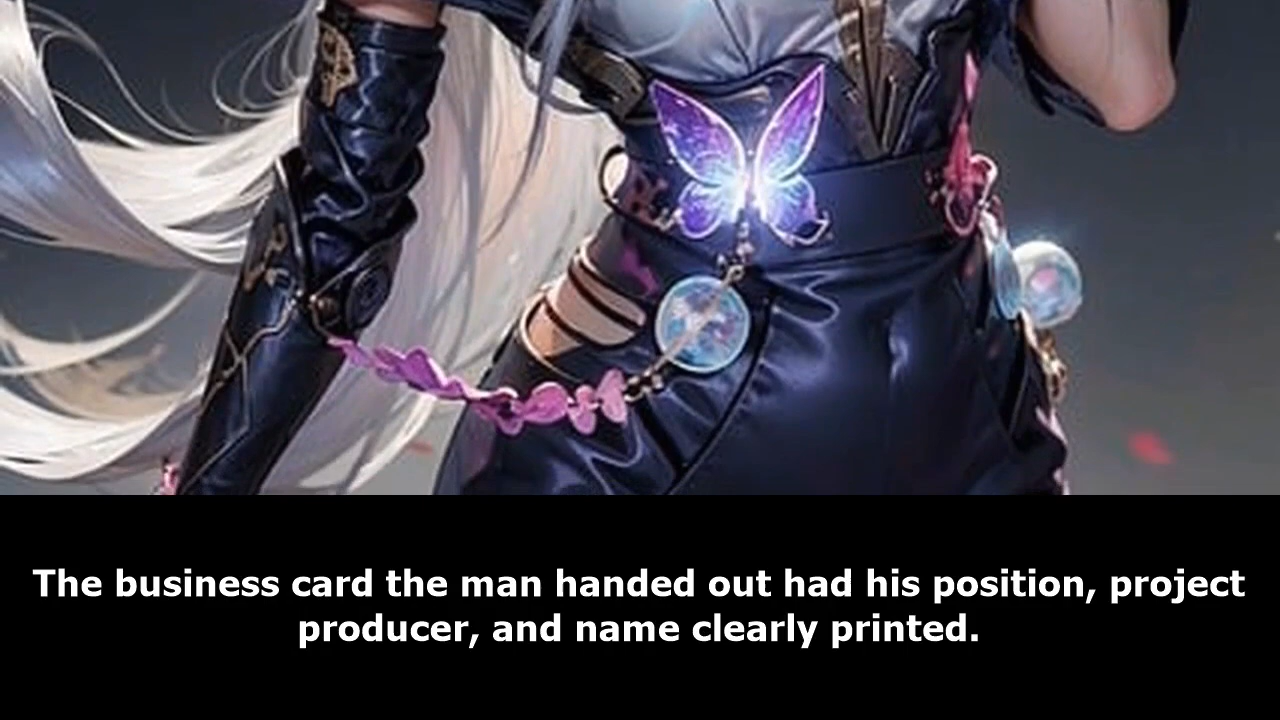 The business card the man handed out had his position, project
producer, and name clearly printed.